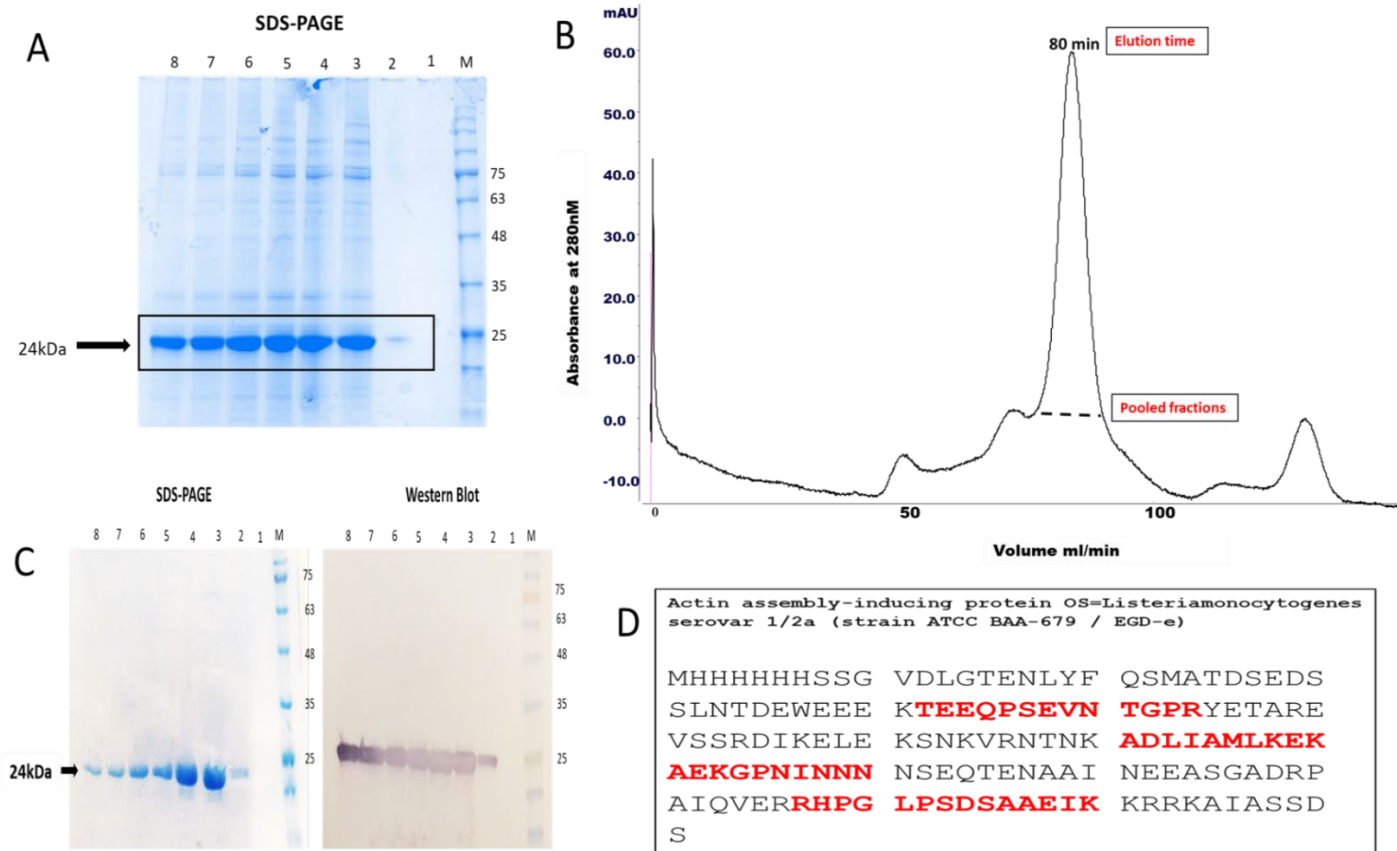 A
SDS-PAGE
8 7 6 5 4 3 2 1 M
75
63
48
35
25
24kDa
B
mAU
60.0
50.0
40.0
30.0
20.0
10.0
0.0
-10.0
Absorbance at 280nM
80 min
Elution time
Pooled fractions
0 50 100
Volume ml/min
C
SDS-PAGE
8 7 6 5 4 3 2 1 M
75
63
48
35
25
24kDa
Western Blot
8 7 6 5 4 3 2 1 M
75
63
48
35
25
D
Actin assembly-inducing protein OS=Listeriamonocytogenes
serovar 1/2a (strain ATCC BAA-679 / EGD-e)
MHHHHHHSSG VDLGTENLYF QSMATDSEDS
SLNTDEWEEE KTEEQPSEVN TGPRYETARE
VSSRDIKELE KSNKVRNTNK ADLIAMLKEK
AEKGPNINNN NSEQTENAAI NEEASGADRP
AIQVERRHPG LPSDSAAEIK KRRKAIASSD
S